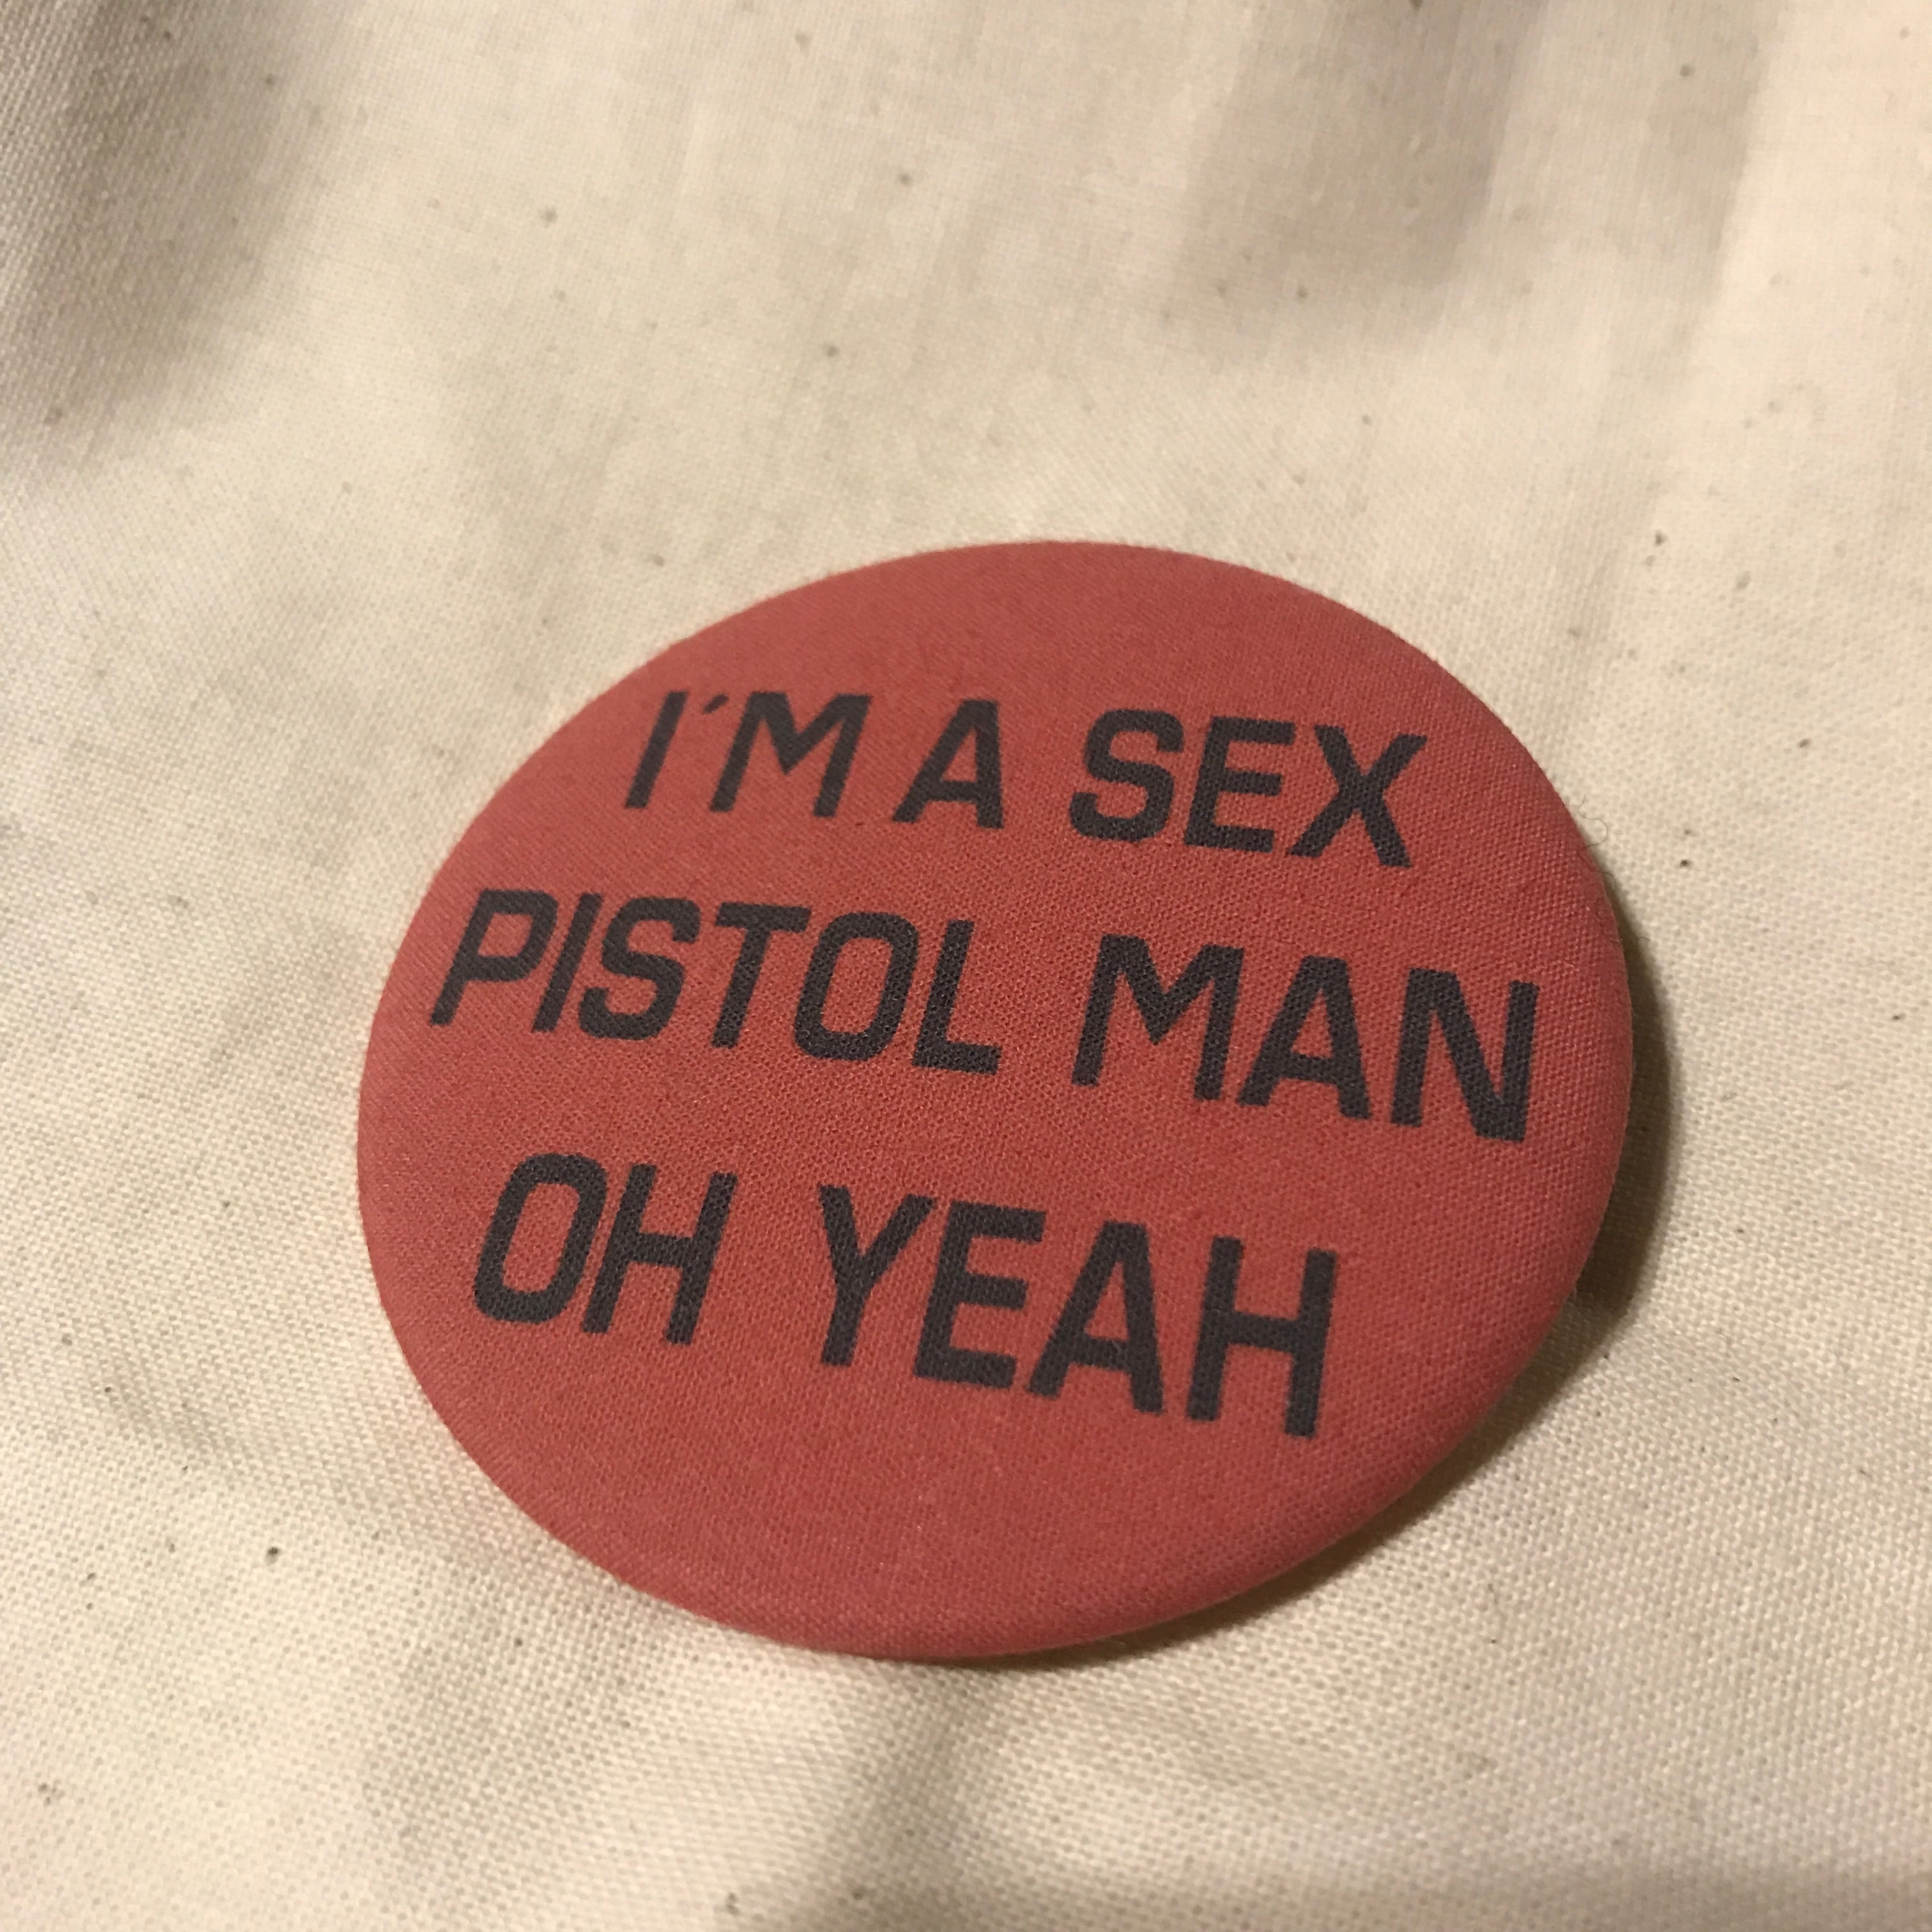 I´M A SEX
PISTOL MAN
OH YEAH